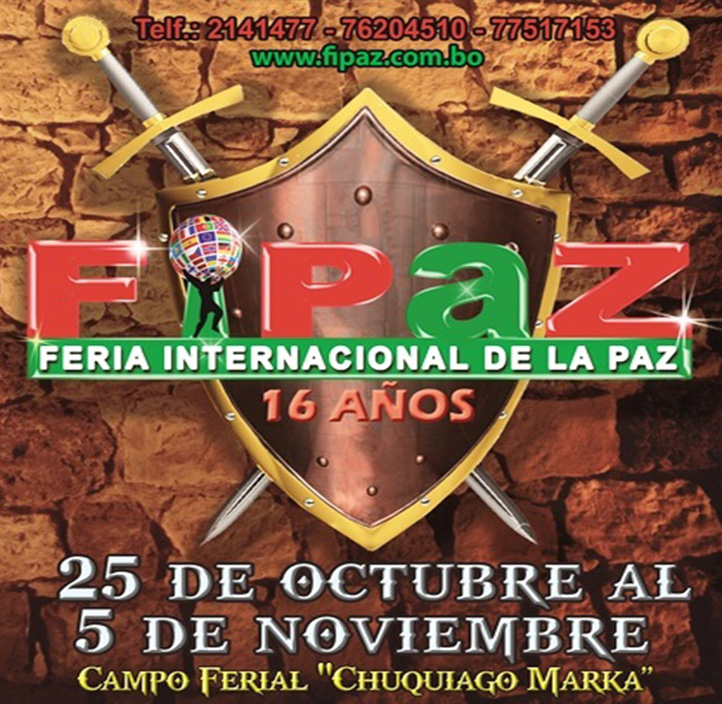 Telf.: 2141477 - 76204510 - 77517153
www.fipaz.com.bo
FiPaZ
FERIA INTERNACIONAL DE LA PAZ
16 AÑOS
25 DE OCTUBRE AL
5 DE NOVIEMBRE
CAMPO FERIAL "CHUQUIAGO MARKA"